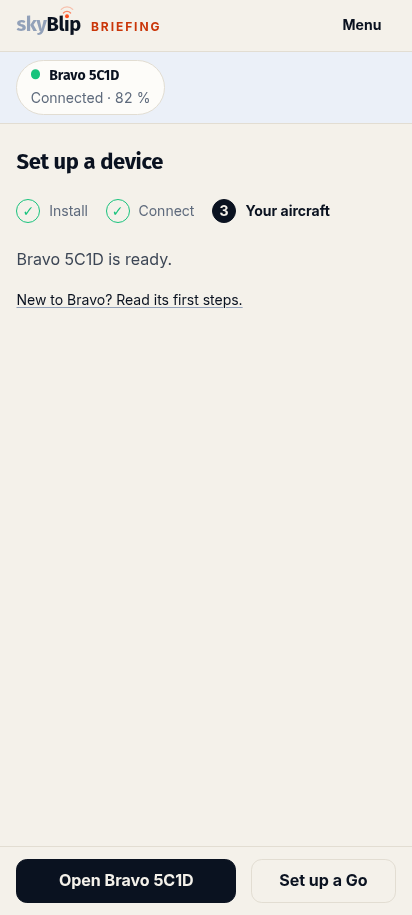 skyBlip BRIEFING
Menu
Bravo 5C1D
Connected · 82 %
Set up a device
✓ Install ✓ Connect 3 Your aircraft
Bravo 5C1D is ready.
New to Bravo? Read its first steps.
Open Bravo 5C1D
Set up a Go